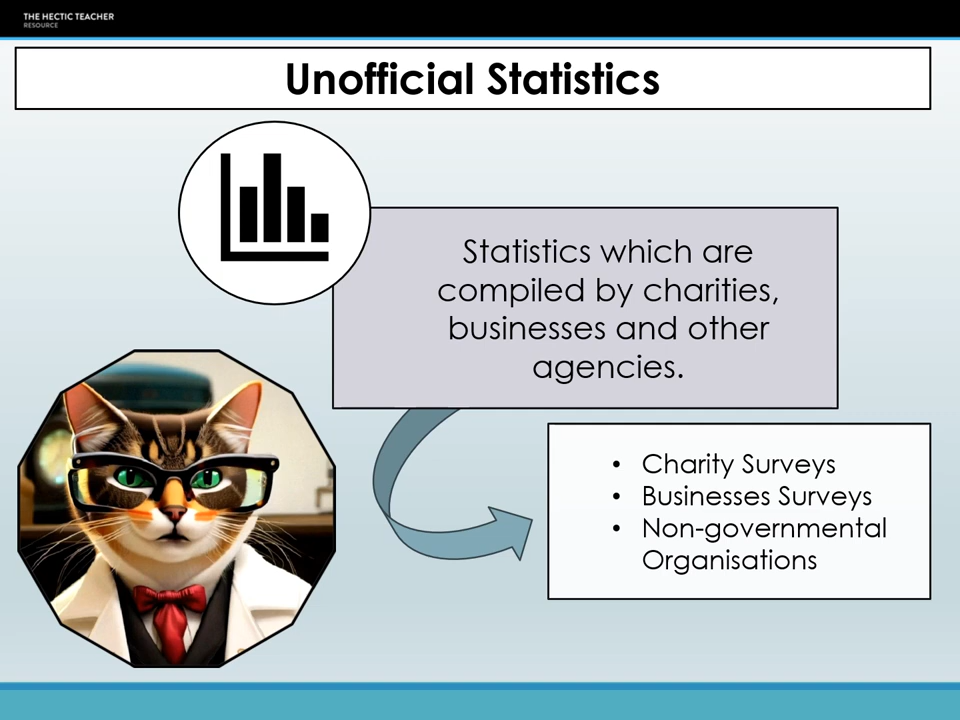 THE HECTIC TEACHER
RESOURCE
Unofficial Statistics
Statistics which are
compiled by charities,
businesses and other
agencies.
• Charity Surveys
• Businesses Surveys
• Non-governmental
Organisations